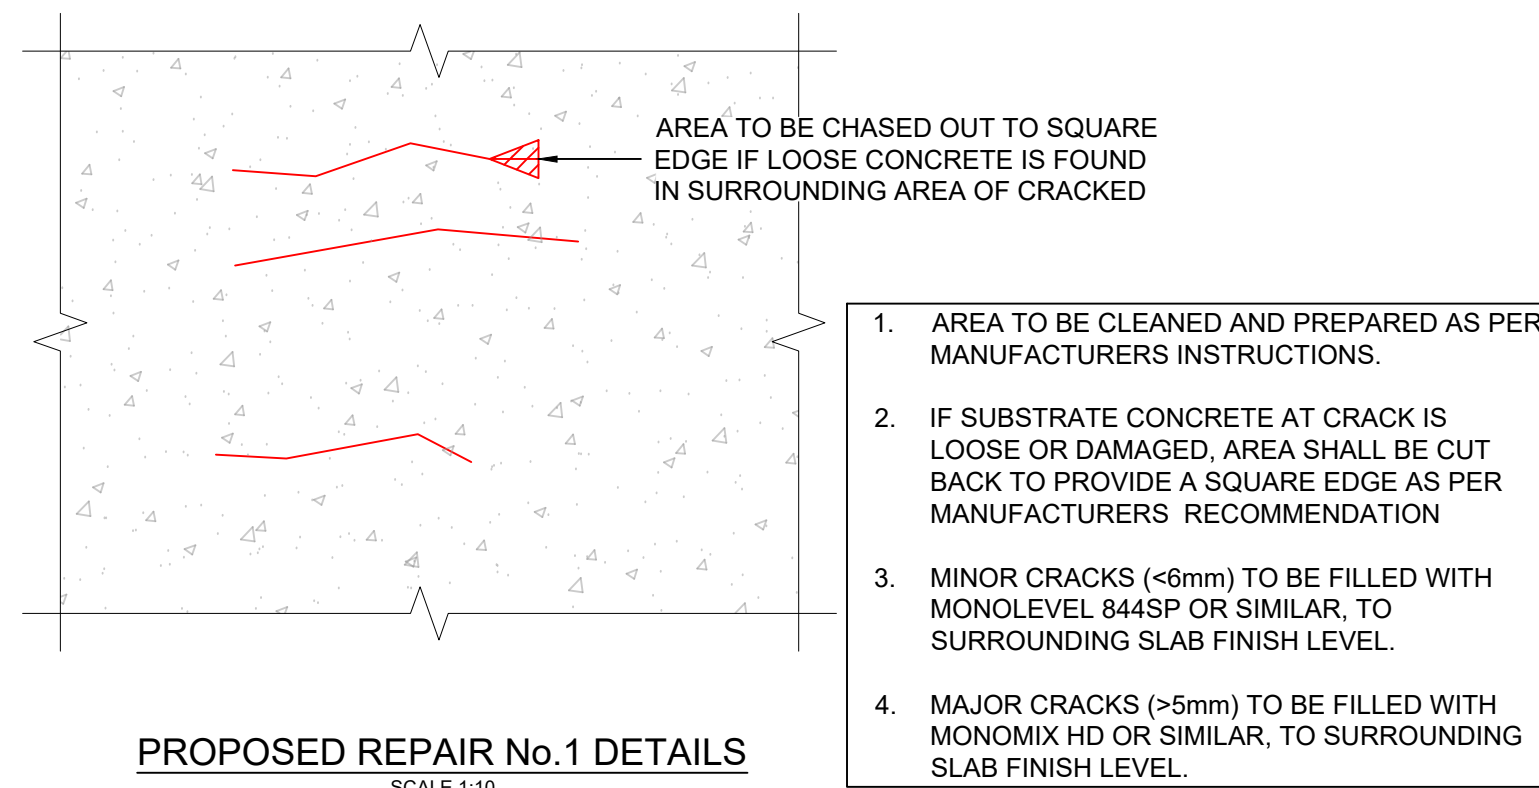 AREA TO BE CHASED OUT TO SQUARE
EDGE IF LOOSE CONCRETE IS FOUND
IN SURROUNDING AREA OF CRACKED
1. AREA TO BE CLEANED AND PREPARED AS PER
MANUFACTURERS INSTRUCTIONS.
2. IF SUBSTRATE CONCRETE AT CRACK IS
LOOSE OR DAMAGED, AREA SHALL BE CUT
BACK TO PROVIDE A SQUARE EDGE AS PER
MANUFACTURERS RECOMMENDATION
3. MINOR CRACKS (<6mm) TO BE FILLED WITH
MONOLEVEL 844SP OR SIMILAR, TO
SURROUNDING SLAB FINISH LEVEL.
4. MAJOR CRACKS (>5mm) TO BE FILLED WITH
MONOMIX HD OR SIMILAR, TO SURROUNDING
SLAB FINISH LEVEL.
PROPOSED REPAIR No.1 DETAILS
SCALE 1:10